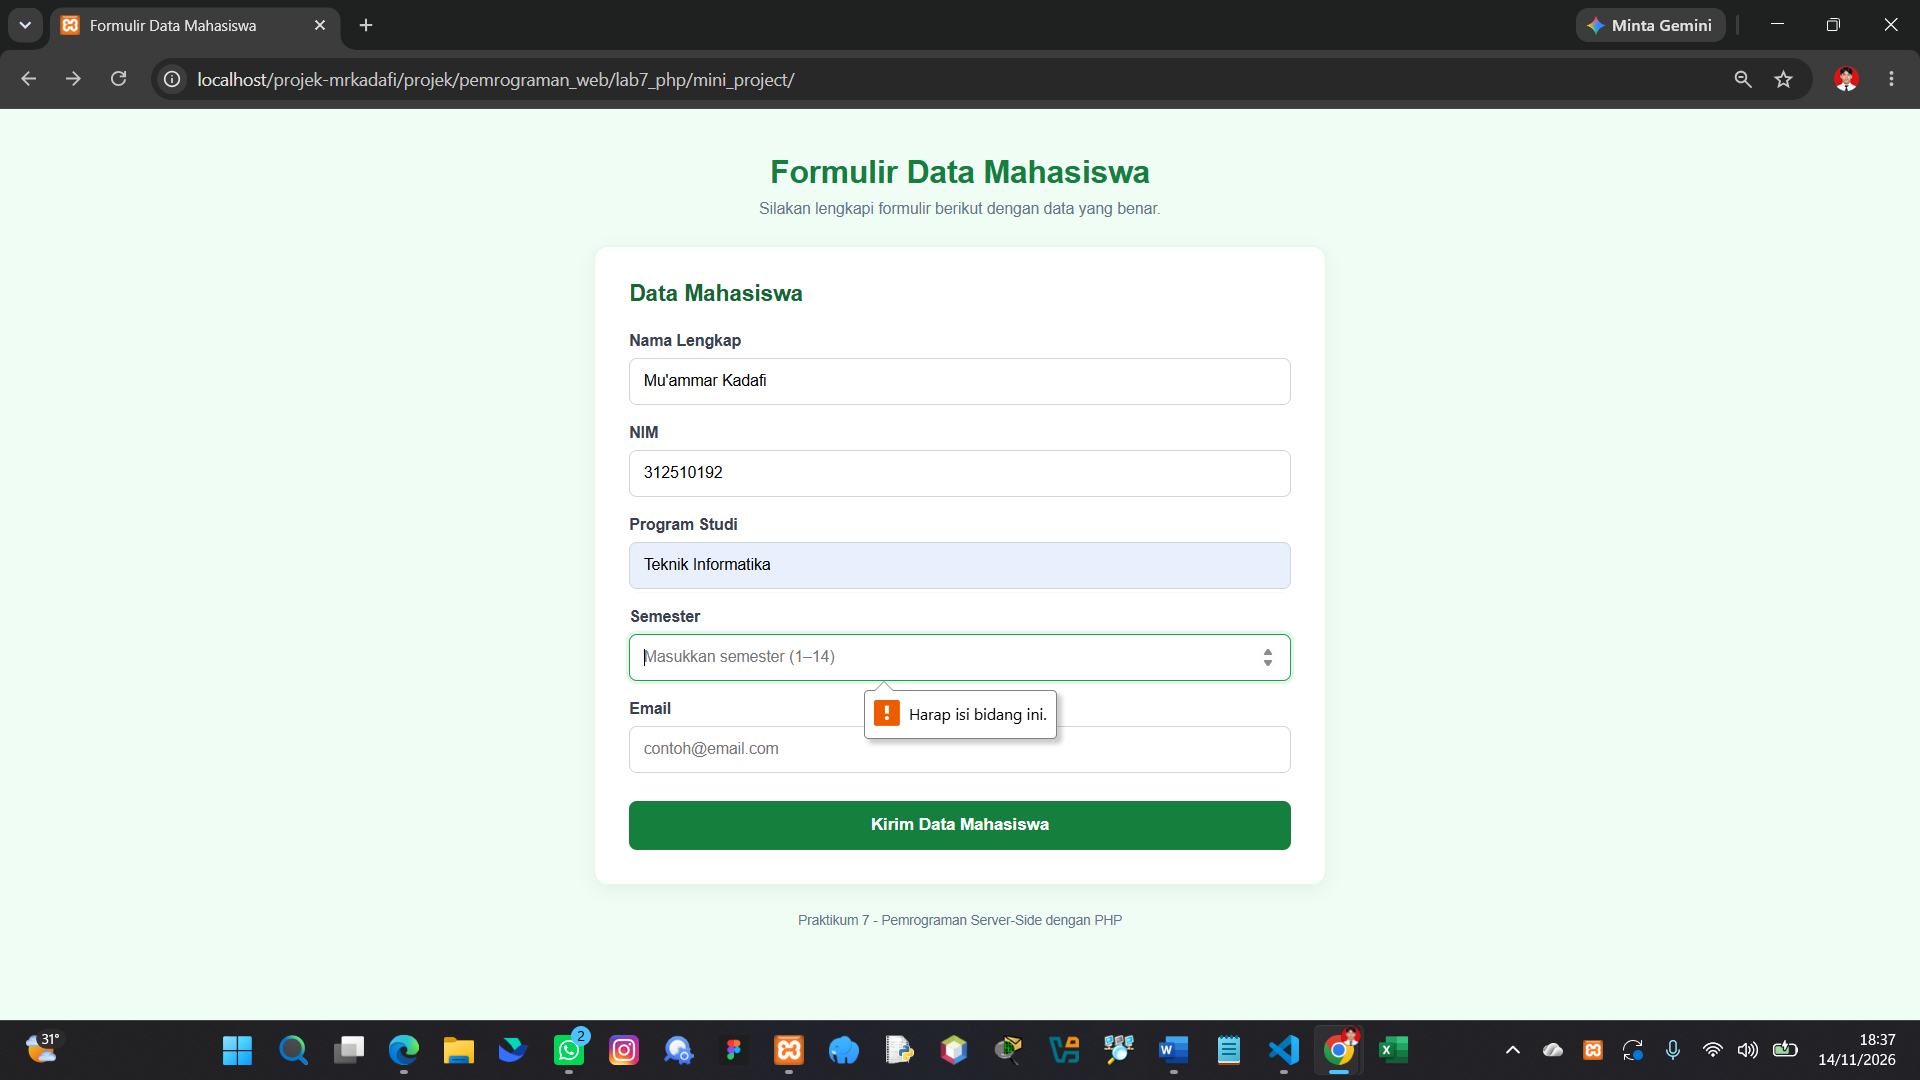 Formulir Data Mahasiswa
Minta Gemini
localhost/projek-mrkadafi/projek/pemrograman_web/lab7_php/mini_project/
Formulir Data Mahasiswa
Silakan lengkapi formulir berikut dengan data yang benar.
Data Mahasiswa
Nama Lengkap
Mu'ammar Kadafi
NIM
312510192
Program Studi
Teknik Informatika
Semester
Masukkan semester (1–14)
Harap isi bidang ini.
Email
contoh@email.com
Kirim Data Mahasiswa
Praktikum 7 - Pemrograman Server-Side dengan PHP
31°
2
18:37
14/11/2026